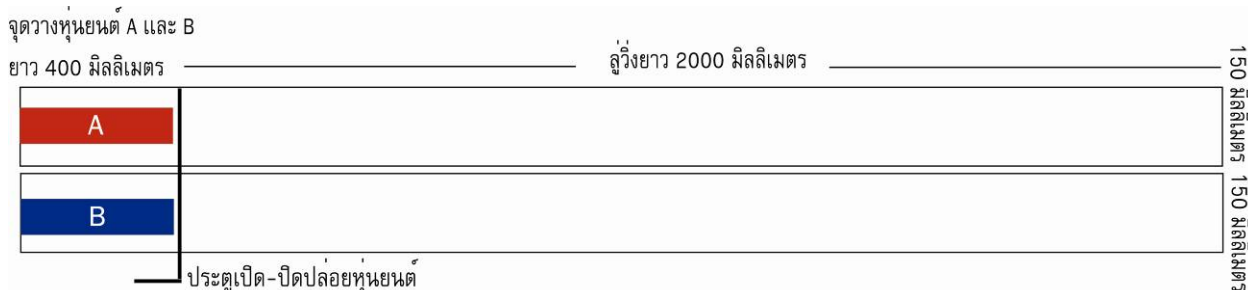 จุดวางหุ่นยนต์ A และ B
ยาว 400 มิลลิเมตร
ลู่วิ่งยาว 2000 มิลลิเมตร
150 มิลลิเมตร
A
B
150 มิลลิเมตร
ประตูเปิด-ปิดปล่อยหุ่นยนต์